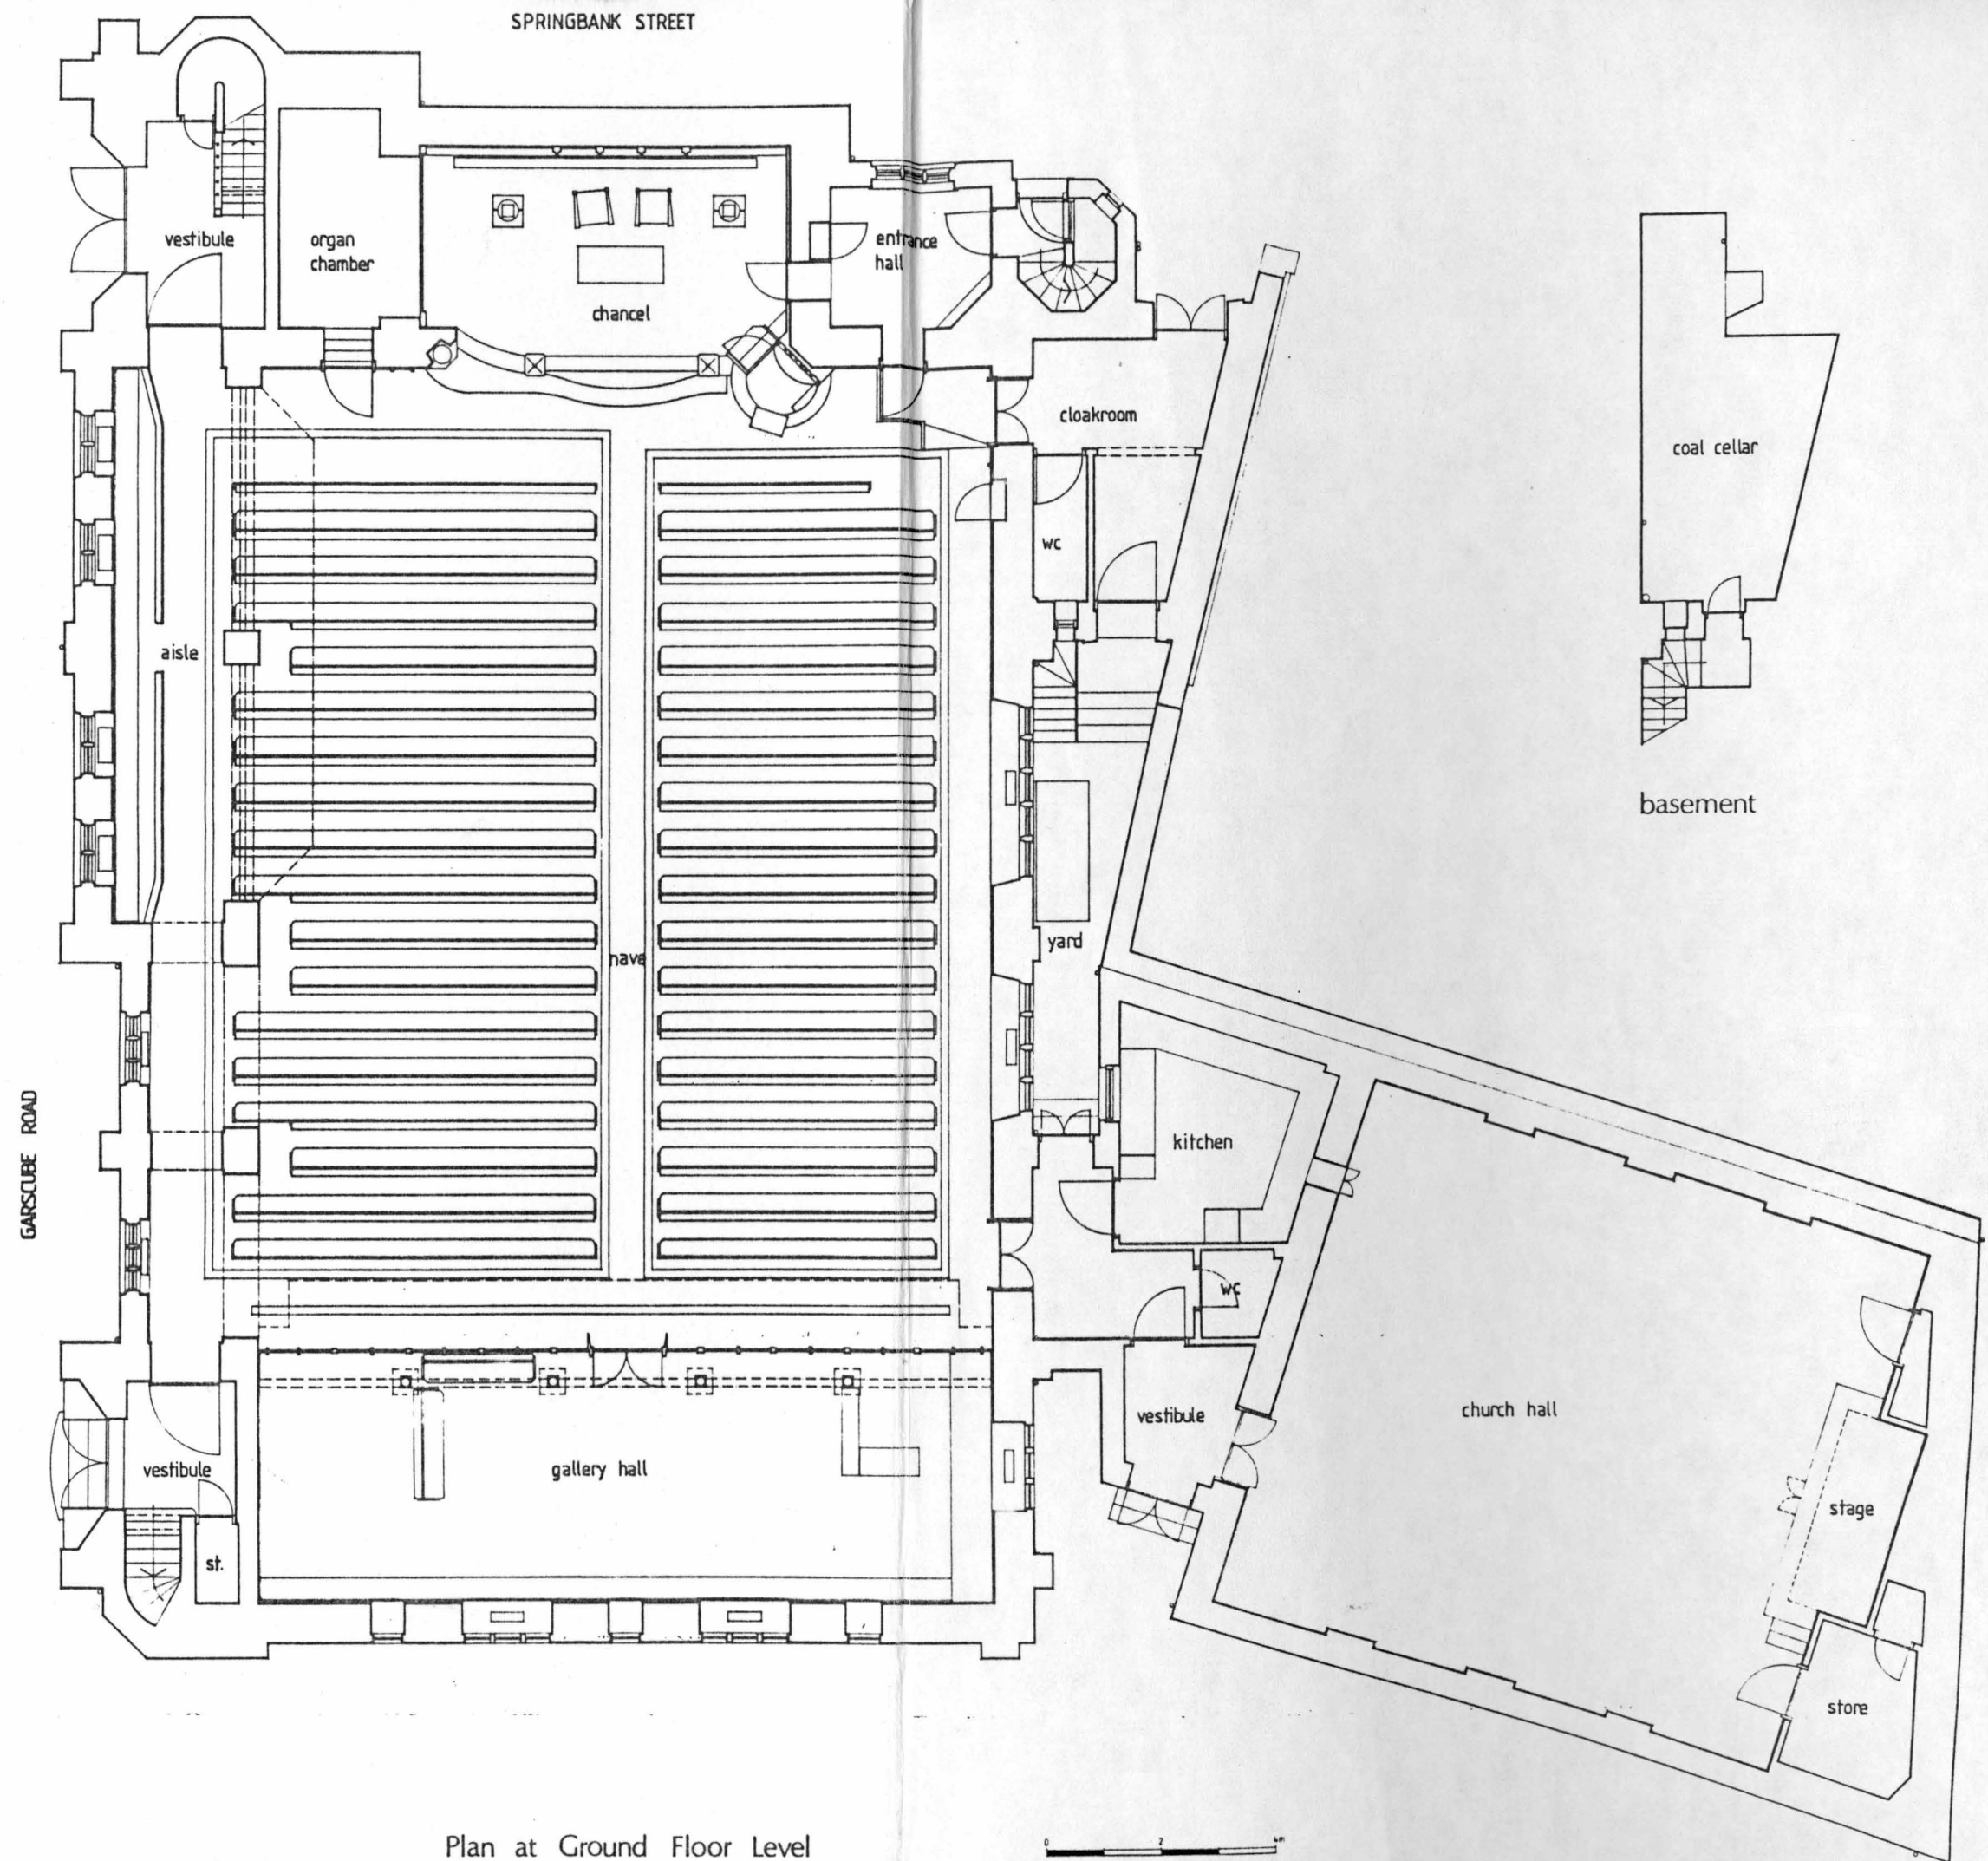 SPRINGBANK STREET
vestibule
organ
chamber
chancel
entrance
hall
cloakroom
wc
aisle
nave
yard
coal cellar
basement
GARSCUBE ROAD
kitchen
wc
vestibule
church hall
stage
store
vestibule
st.
gallery hall
Plan at Ground Floor Level
0 2 4m